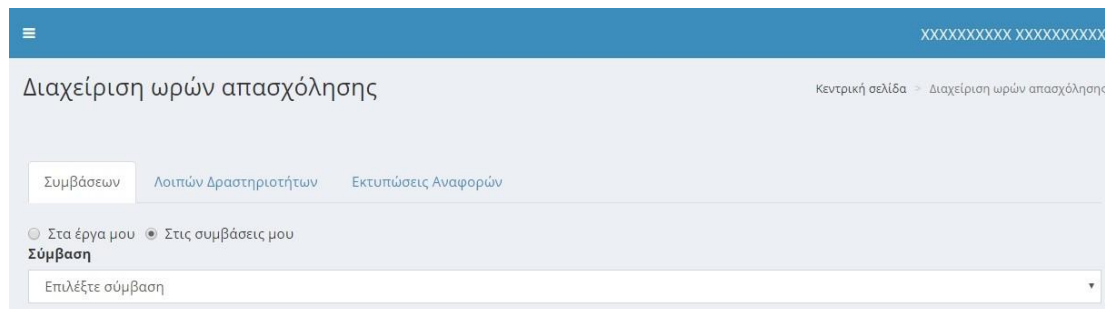 XXXXXXXXXX XXXXXXXXXX
Διαχείριση ωρών απασχόλησης
Κεντρική σελίδα > Διαχείριση ωρών απασχόλησης
Συμβάσεων Λοιπών Δραστηριοτήτων Εκτυπώσεις Αναφορών
Στα έργα μου Στις συμβάσεις μου
Σύμβαση
Επιλέξτε σύμβαση